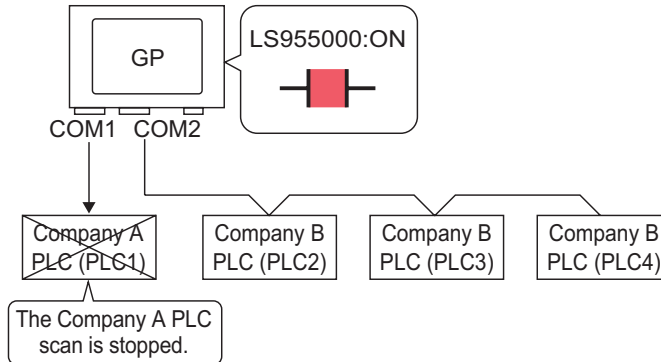 GP
LS955000:ON
COM1 COM2
Company A
PLC (PLC1)
Company B
PLC (PLC2)
Company B
PLC (PLC3)
Company B
PLC (PLC4)
The Company A PLC
scan is stopped.